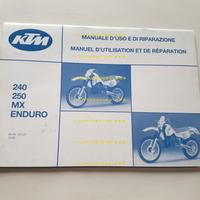 KTM
MANUALE D'USO E DI RIPARAZIONE
MANUEL D'UTILISATION ET DE RÉPARATION
240
250
MX
ENDURO